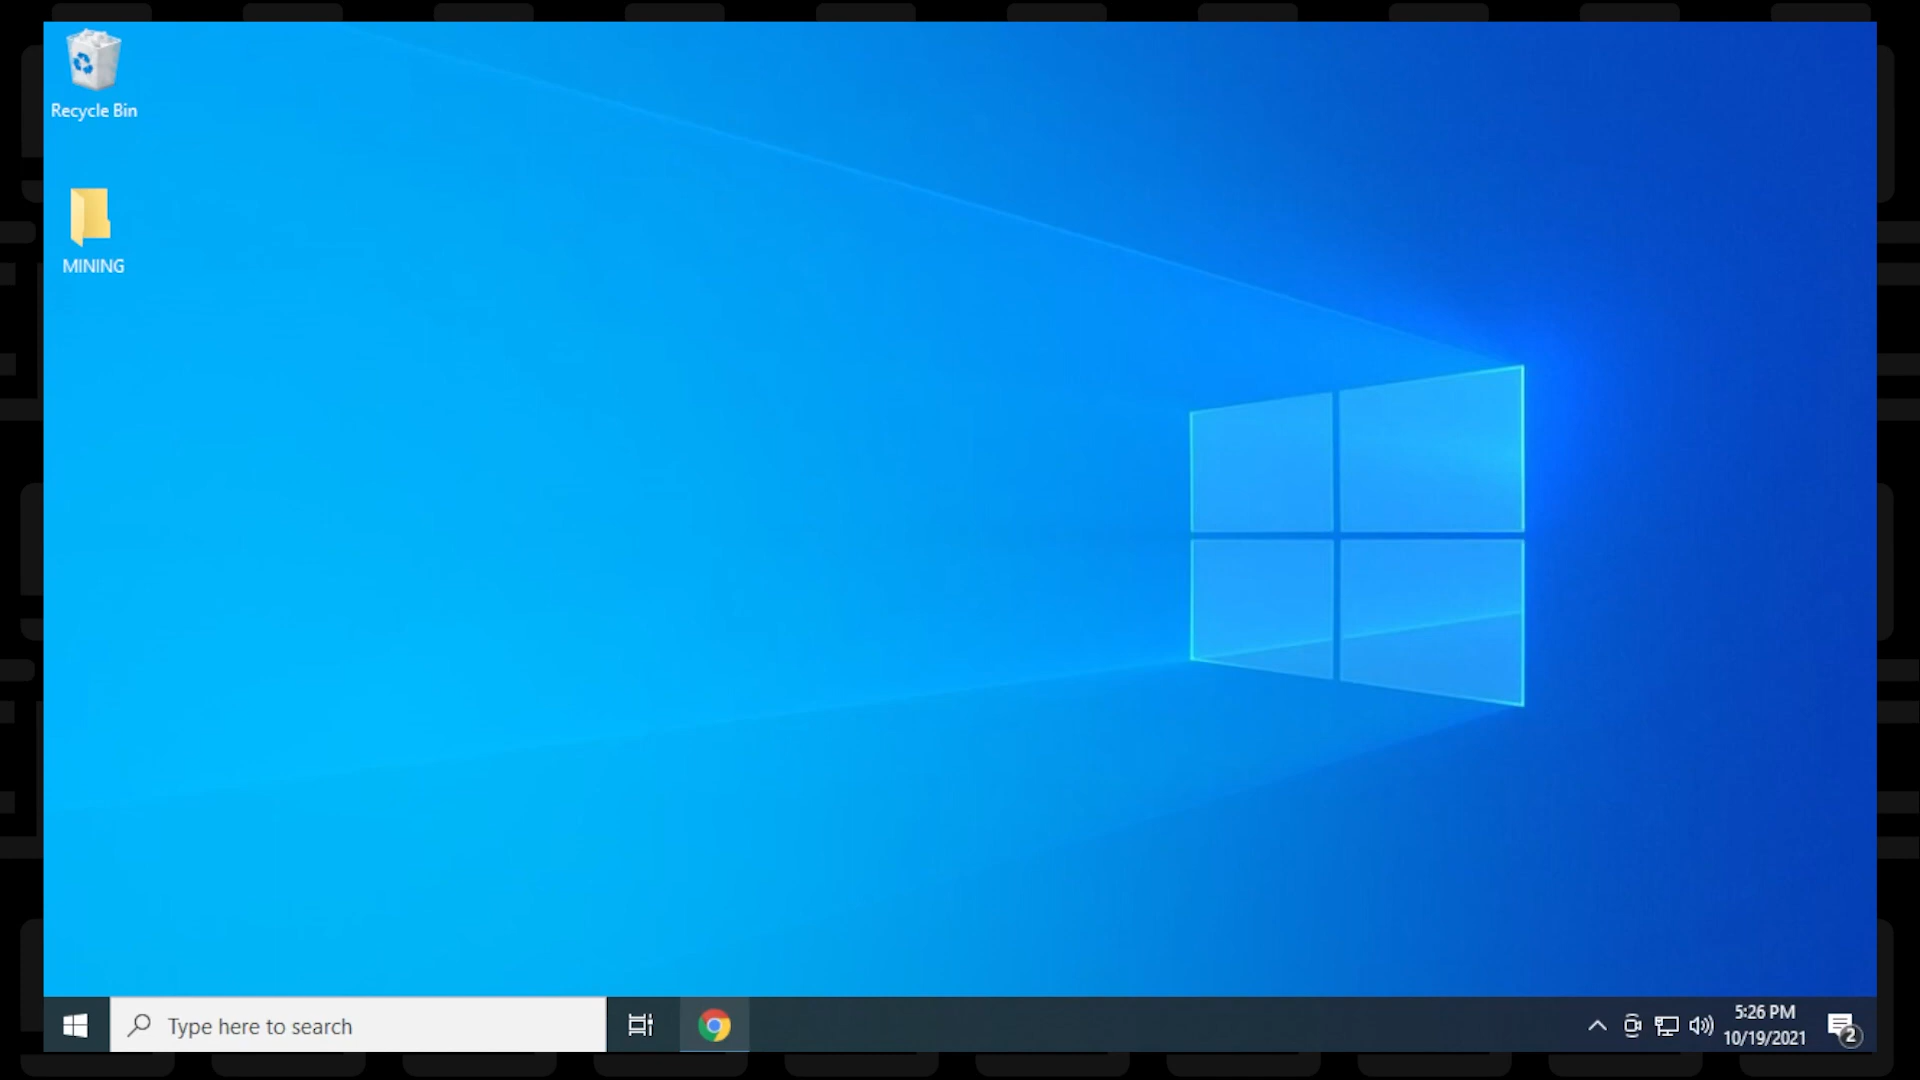 Recycle Bin
MINING
Type here to search
5:26 PM
10/19/2021
2